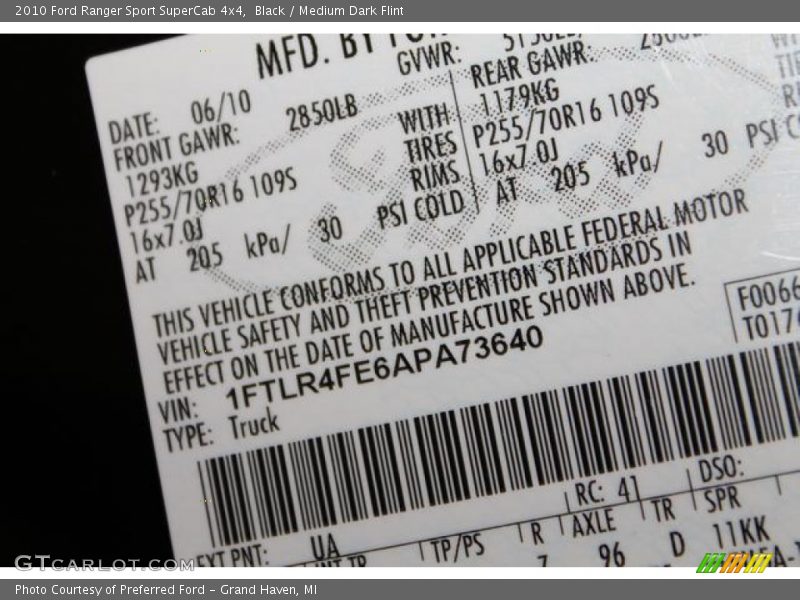 2010 Ford Ranger Sport SuperCab 4x4, Black / Medium Dark Flint
MFD. BY
GVWR:
DATE: 06/10
FRONT GAWR: 2850LB
1293KG
P255/70R16 109S
16x7.0J
AT 205 kPa/ 30 PSI COLD
WITH
TIRES
RIMS
REAR GAWR:
1179KG
P255/70R16 109S
16x7.0J
AT 205 kPa/ 30 PSI
THIS VEHICLE CONFORMS TO ALL APPLICABLE FEDERAL MOTOR
VEHICLE SAFETY AND THEFT PREVENTION STANDARDS IN
EFFECT ON THE DATE OF MANUFACTURE SHOWN ABOVE.
VIN: 1FTLR4FE6APA73640
TYPE: Truck
RC: 41 DSO:
EXT PNT: UA
TP/PS R AXLE TR SPR
7 96 D 11KK
GTCarLot.com
Photo Courtesy of Preferred Ford – Grand Haven, MI